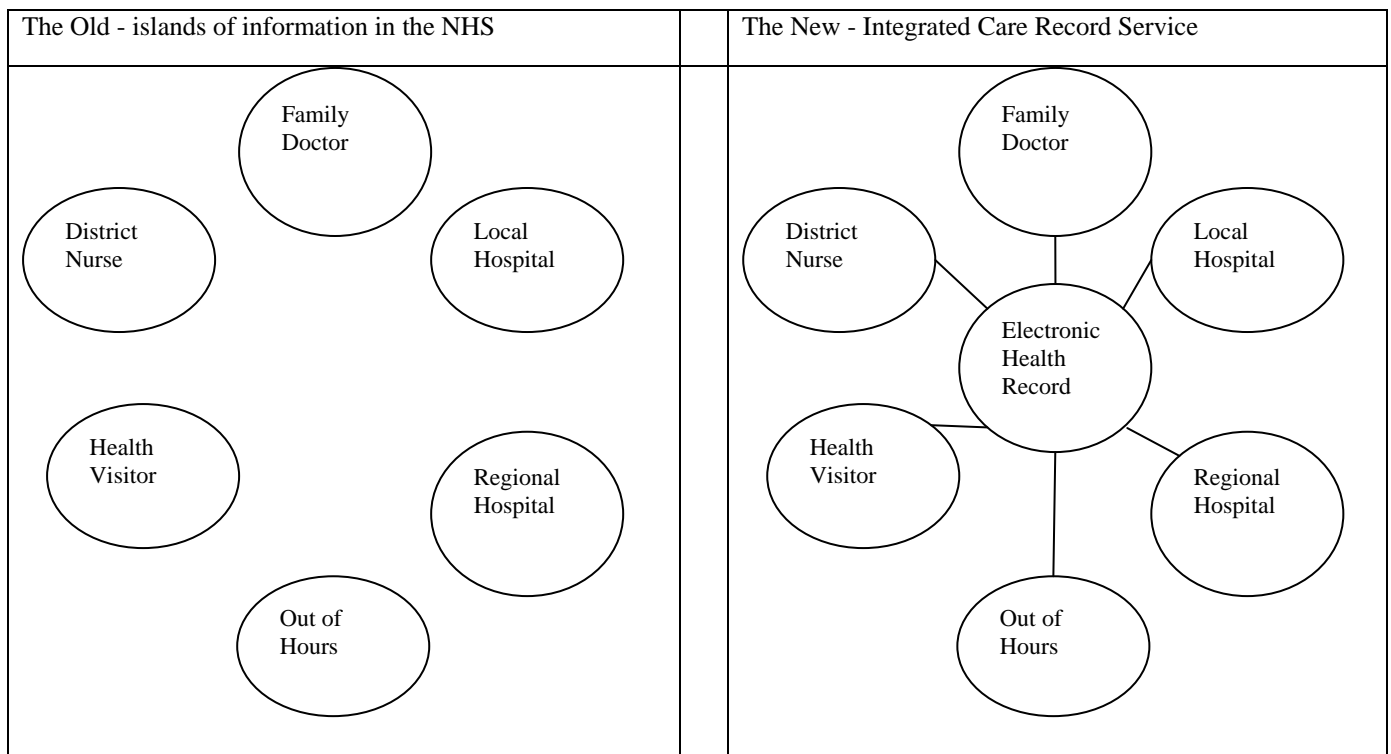 The Old - islands of information in the NHS
Family
Doctor
District
Nurse
Local
Hospital
Health
Visitor
Regional
Hospital
Out of
Hours
The New - Integrated Care Record Service
Family
Doctor
District
Nurse
Local
Hospital
Electronic
Health
Record
Health
Visitor
Regional
Hospital
Out of
Hours